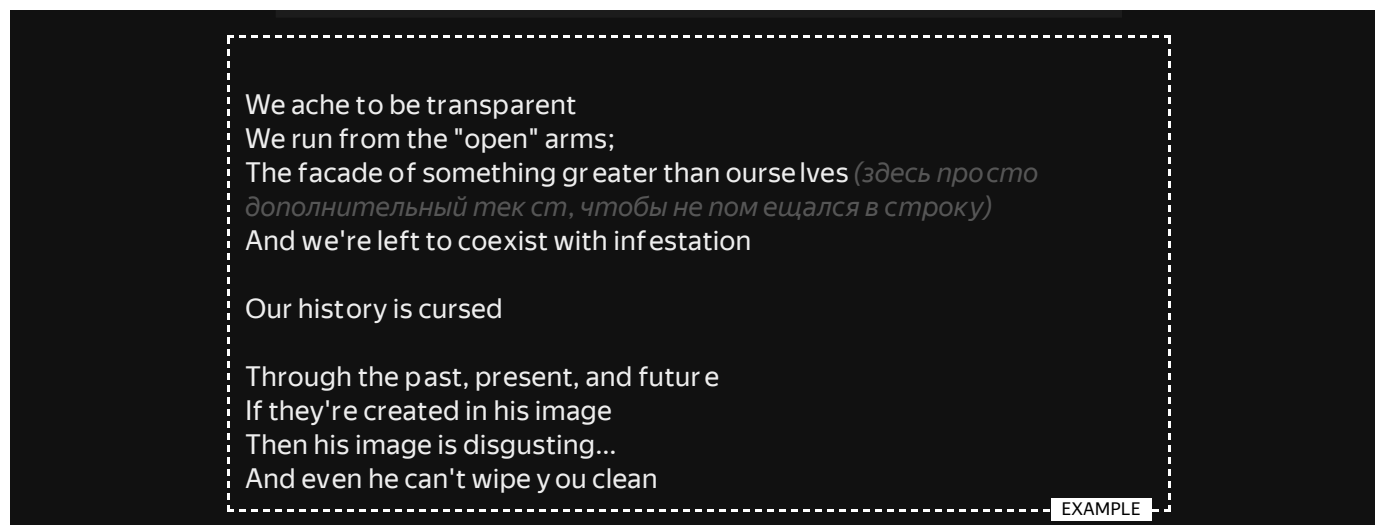 We ache to be transparent
We run from the "open" arms;
The facade of something greater than ourselves (здесь просто
дополнительный текст, чтобы не помещался в строку)
And we're left to coexist with infestation
Our history is cursed
Through the past, present, and future
If they're created in his image
Then his image is disgusting...
And even he can't wipe you clean
EXAMPLE